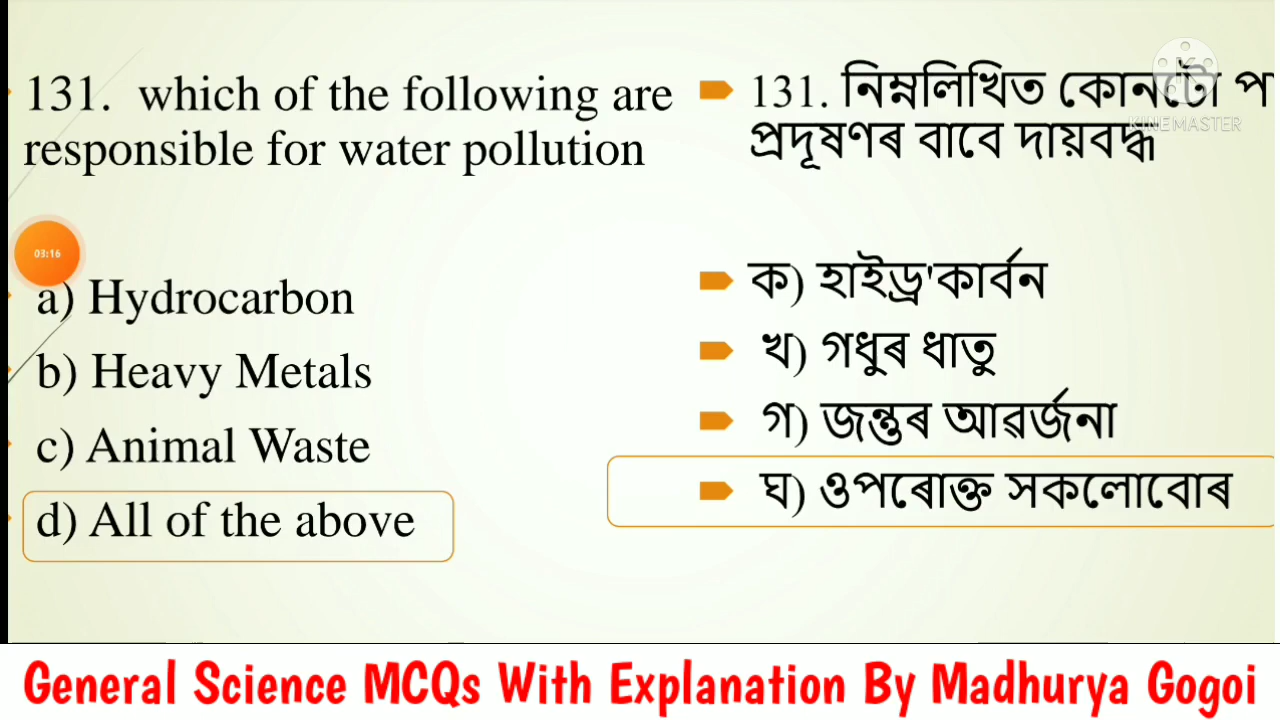 131. which of the following are
responsible for water pollution
03:16
a) Hydrocarbon
b) Heavy Metals
c) Animal Waste
d) All of the above
131. নিম্নলিখিত কোনটো
প্ৰদূষণৰ বাবে দায়বদ্ধ
ক) হাইড্ৰ'কাৰ্বন
খ) গধুৰ ধাতু
গ) জন্তুৰ আৱৰ্জনা
ঘ) ওপৰোক্ত সকলোবোৰ
KINEMASTER
General Science MCQs With Explanation By Madhurya Gogoi